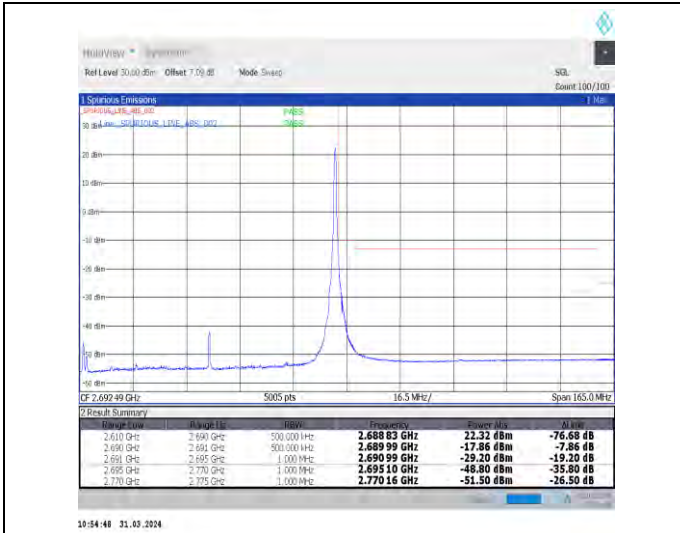 MultiView
Ref Level 30.00 dBm Offset 7.09 dB Mode Sweep SGL
Count 100/100
1 Spurious Emissions
_SPURIOUS_LINE_ABS_002 PASS
30 dBm Line _SPURIOUS_LINE_ABS_002 PASS
20 dBm
10 dBm
0 dBm
-10 dBm
-20 dBm
-30 dBm
-40 dBm
-50 dBm
-60 dBm
CF 2.692 49 GHz 5005 pts 16.5 MHz/ Span 165.0 MHz
2 Result Summary
Range Low Range Up RBW Frequency Power Abs ΔLimit
2.610 GHz 2.690 GHz 500.000 kHz 2.688 83 GHz 22.32 dBm -76.68 dB
2.690 GHz 2.691 GHz 500.000 kHz 2.689 99 GHz -17.86 dBm -7.86 dB
2.691 GHz 2.695 GHz 1.000 MHz 2.690 99 GHz -29.20 dBm -19.20 dB
2.695 GHz 2.770 GHz 1.000 MHz 2.695 10 GHz -48.80 dBm -35.80 dB
2.770 GHz 2.775 GHz 1.000 MHz 2.770 16 GHz -51.50 dBm -26.50 dB
10:54:48 31.03.2024